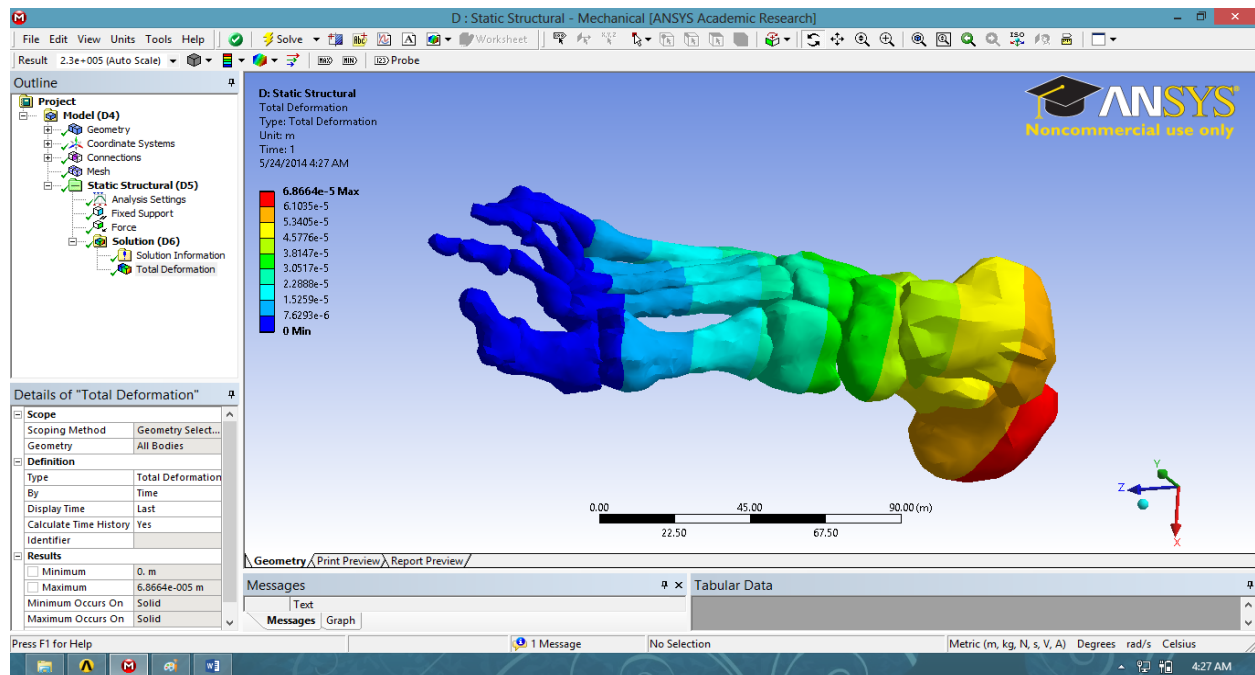 D : Static Structural - Mechanical [ANSYS Academic Research]
File Edit View Units Tools Help Solve Worksheet
Result 2.3e+005 (Auto Scale) MAX MIN Probe
Outline
Project
Model (D4)
Geometry
Coordinate Systems
Connections
Mesh
Static Structural (D5)
Analysis Settings
Fixed Support
Force
Solution (D6)
Solution Information
Total Deformation
Details of "Total Deformation"
Scope
Scoping Method Geometry Select...
Geometry All Bodies
Definition
Type Total Deformation
By Time
Display Time Last
Calculate Time History Yes
Identifier
Results
Minimum 0. m
Maximum 6.8664e-005 m
Minimum Occurs On Solid
Maximum Occurs On Solid
D: Static Structural
Total Deformation
Type: Total Deformation
Unit: m
Time: 1
5/24/2014 4:27 AM
6.8664e-5 Max
6.1035e-5
5.3405e-5
4.5776e-5
3.8147e-5
3.0517e-5
2.2888e-5
1.5259e-5
7.6293e-6
0 Min
ANSYS
Noncommercial use only
0.00 45.00 90.00 (m)
22.50 67.50
Y
Z
X
Geometry Print Preview Report Preview
Messages
Text
Messages Graph
Tabular Data
Press F1 for Help 1 Message No Selection Metric (m, kg, N, s, V, A) Degrees rad/s Celsius
4:27 AM